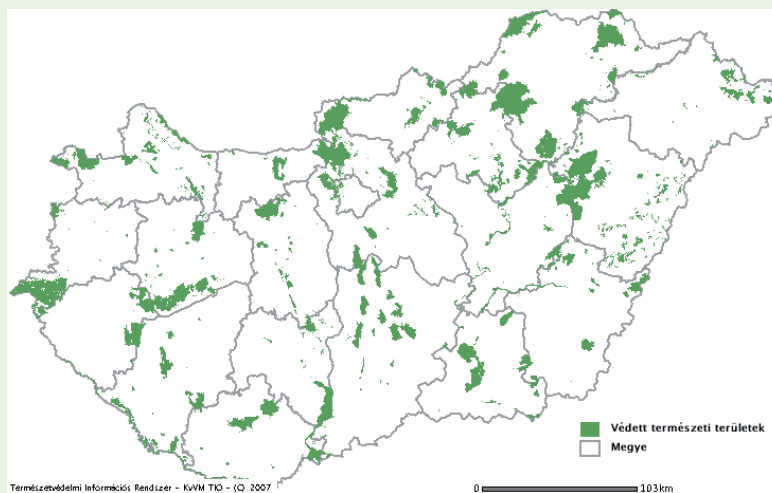 Védett természeti területek
Megye
Természetvédelmi Információs Rendszer - KvVM TIO - (C) 2007
0 103km